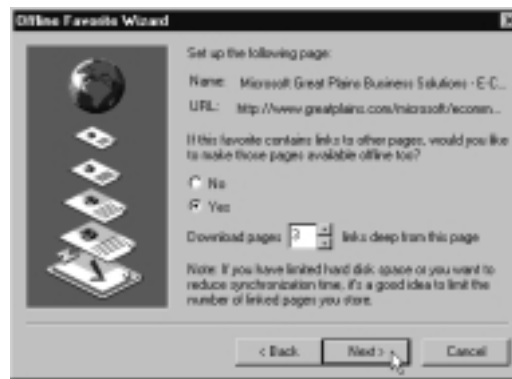 Offline Favorite Wizard
Set up the following page:
Name: Microsoft Great Plains Business Solutions - E-C...
URL: http://www.greatplains.com/microsoft/ecomm...
If this favorite contains links to other pages, would you like
to make those pages available offline too?
No
Yes
Download pages links deep from this page
Note: If you have limited hard disk space or you want to
reduce synchronization time, it's a good idea to limit the
number of linked pages you store.
< Back Next > Cancel